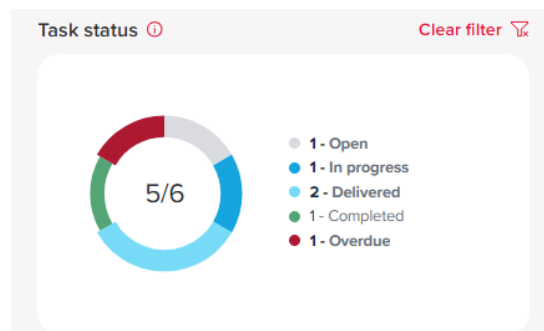 Task status
Clear filter
5/6
1 - Open
1 - In progress
2 - Delivered
1 - Completed
1 - Overdue